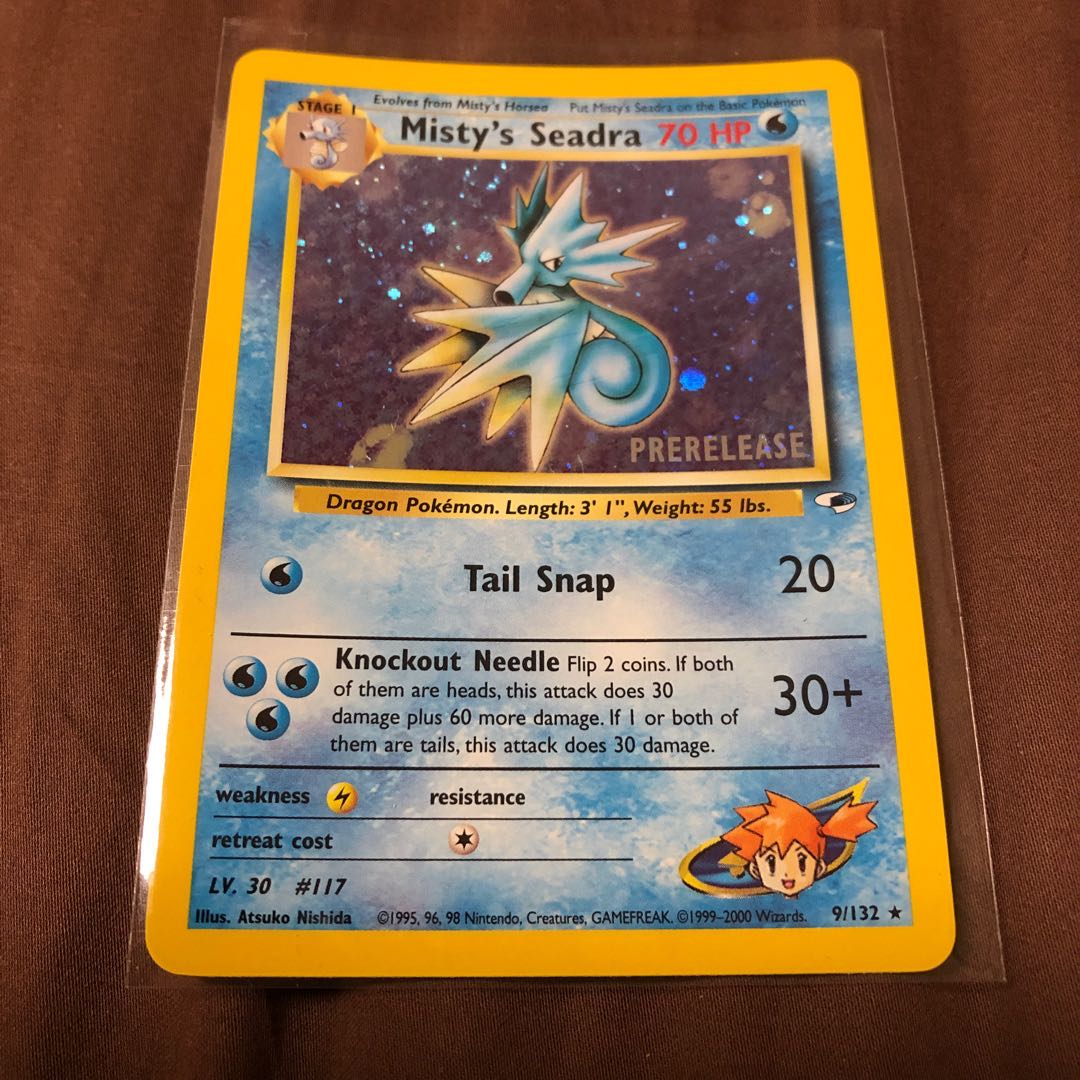 STAGE 1
Evolves from Misty's Horsea Put Misty's Seadra on the Basic Pokémon
Misty's Seadra 70 HP
PRERELEASE
Dragon Pokémon. Length: 3' 1", Weight: 55 lbs.
Tail Snap 20
Knockout Needle Flip 2 coins. If both
of them are heads, this attack does 30
damage plus 60 more damage. If 1 or both of
them are tails, this attack does 30 damage.
30+
weakness resistance
retreat cost
LV. 30 #117
Illus. Atsuko Nishida ©1995, 96, 98 Nintendo, Creatures, GAMEFREAK. ©1999–2000 Wizards. 9/132 ★